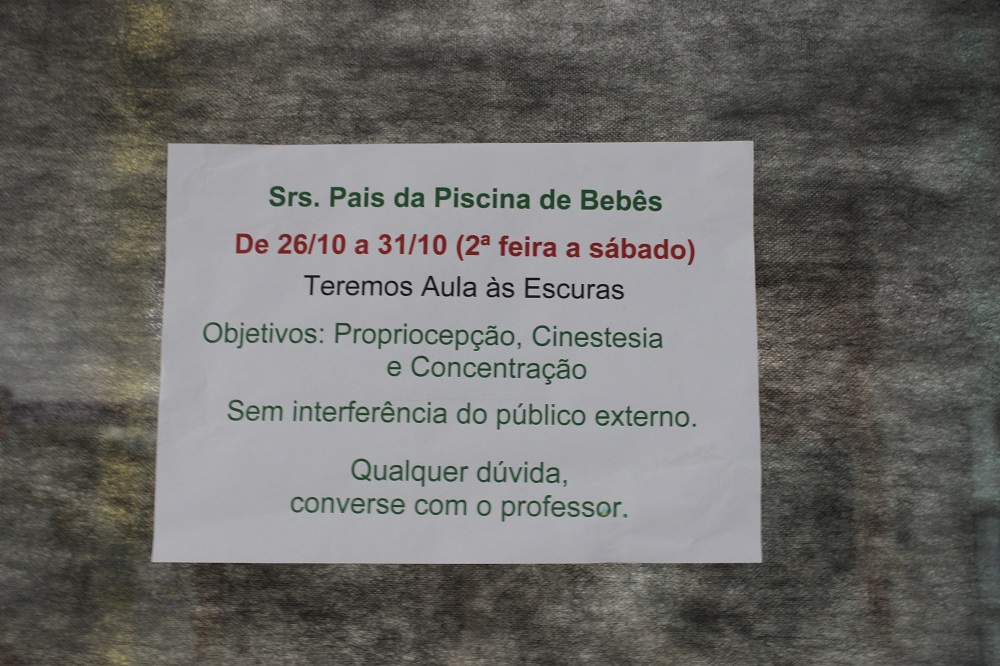 Srs. Pais da Piscina de Bebês
De 26/10 a 31/10 (2ª feira a sábado)
Teremos Aula às Escuras
Objetivos: Propriocepção, Cinestesia
e Concentração
Sem interferência do público externo.
Qualquer dúvida,
converse com o professor.